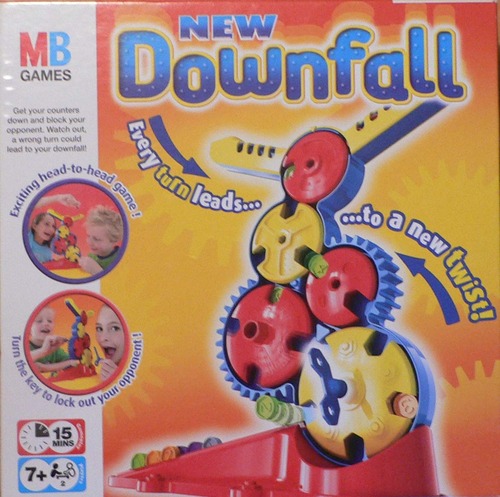 NEW
Downfall
MB
GAMES
Get your counters
down and block your
opponent. Watch out,
a wrong turn could
lead to your downfall!
Exciting head-to-head game!
Every turn leads...
...to a new twist!
Turn the key to lock out your opponent!
15
MINS
7+
2